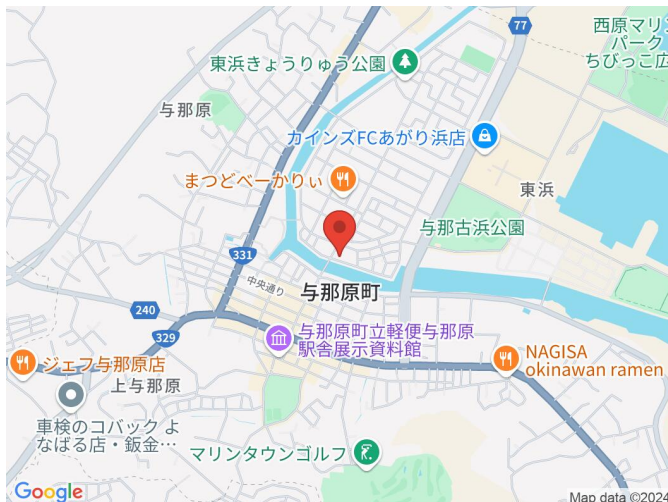 77
西原マリン
パーク
ちびっこ広
東浜きょうりゅう公園
与那原
カインズFCあがり浜店
まつどべーかりぃ
東浜
与那古浜公園
331
中央通り
与那原町
240
329
与那原町立軽便与那原
駅舎展示資料館
NAGISA
okinawan ramen
ジェフ与那原店
上与那原
車検のコバック よ
なばる店・鈑金…
マリンタウンゴルフ
Google
Map data ©2024